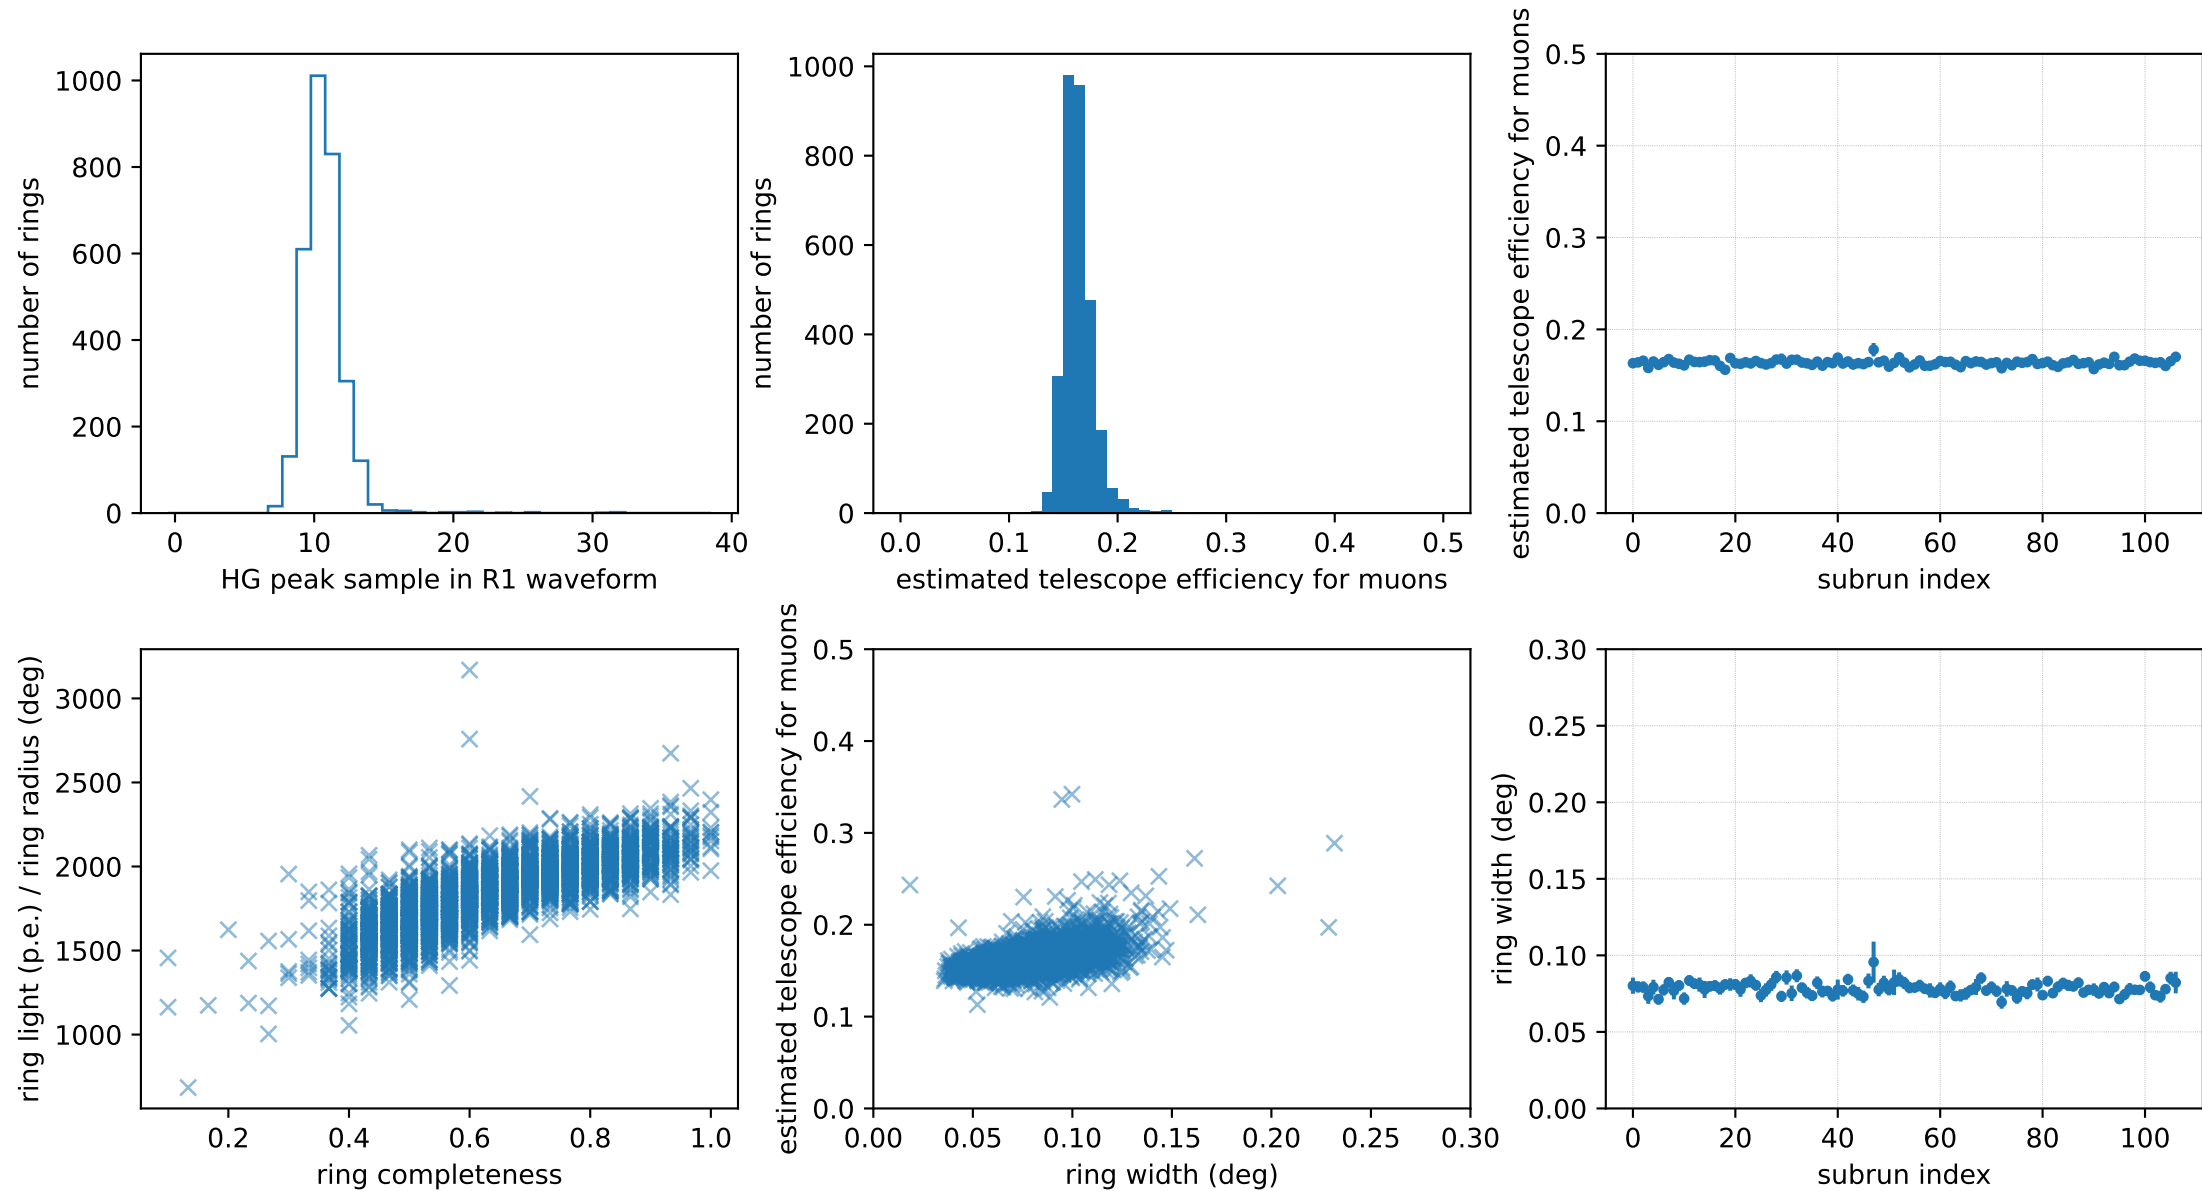 number of rings
1000
800
600
400
200
0
0 10 20 30 40
HG peak sample in R1 waveform
number of rings
1000
800
600
400
200
0
0.0 0.1 0.2 0.3 0.4 0.5
estimated telescope efficiency for muons
estimated telescope efficiency for muons
0.5
0.4
0.3
0.2
0.1
0.0
0 20 40 60 80 100
subrun index
ring light (p.e.) / ring radius (deg)
3000
2500
2000
1500
1000
0.2 0.4 0.6 0.8 1.0
ring completeness
estimated telescope efficiency for muons
0.5
0.4
0.3
0.2
0.1
0.0
0.00 0.05 0.10 0.15 0.20 0.25 0.30
ring width (deg)
ring width (deg)
0.30
0.25
0.20
0.15
0.10
0.05
0.00
0 20 40 60 80 100
subrun index